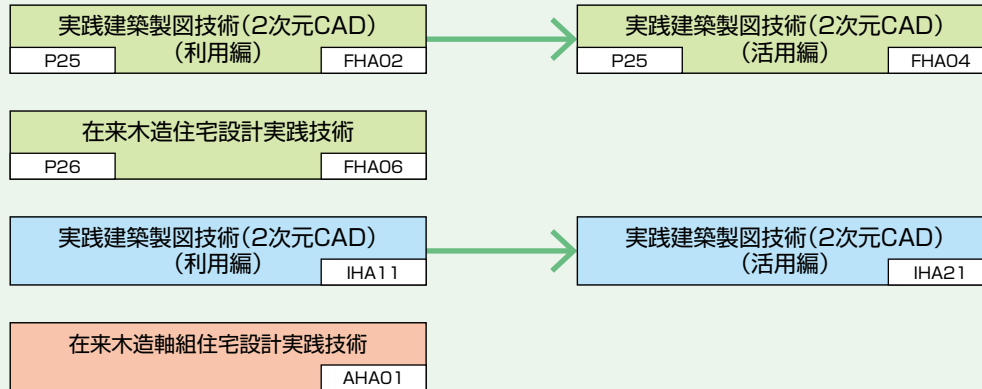 実践建築製図技術(2次元CAD)
(利用編)
P25
FHA02
実践建築製図技術(2次元CAD)
(活用編)
P25
FHA04
在来木造住宅設計実践技術
P26
FHA06
実践建築製図技術(2次元CAD)
(利用編)
IHA11
実践建築製図技術(2次元CAD)
(活用編)
IHA21
在来木造軸組住宅設計実践技術
AHA01